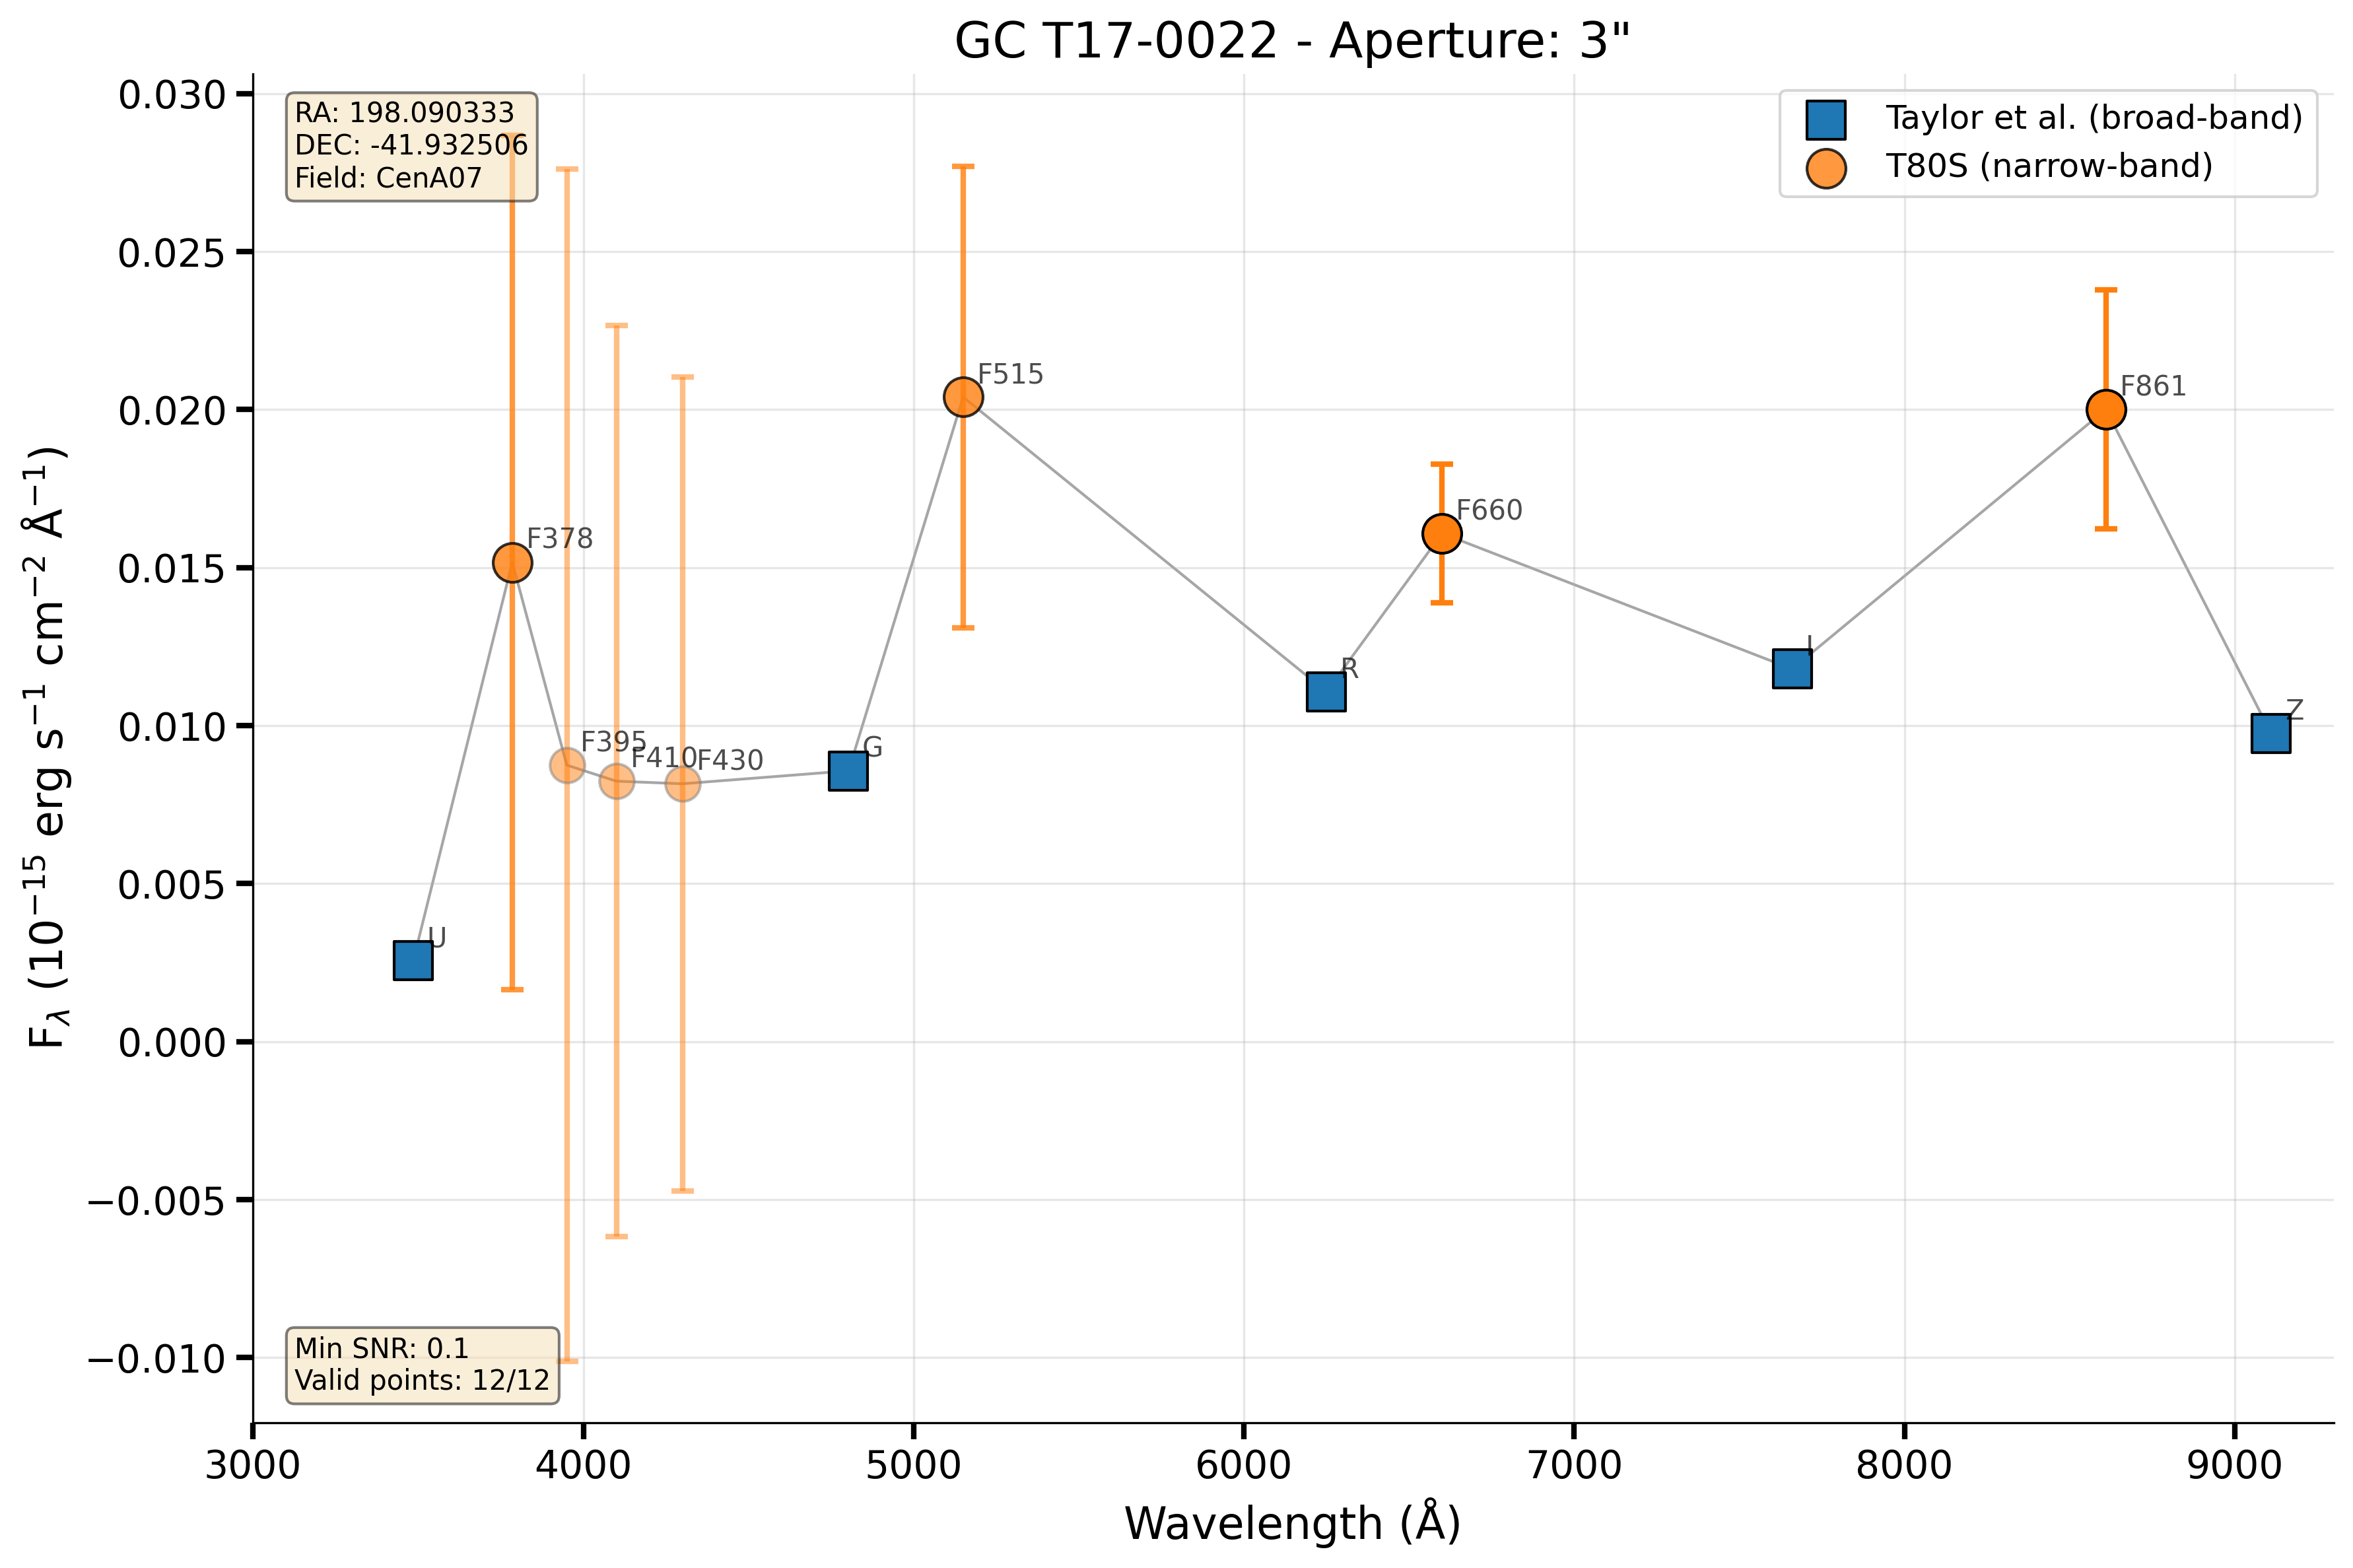 GC T17-0022 - Aperture: 3"
RA: 198.090333
DEC: -41.932506
Field: CenA07
Taylor et al. (broad-band)
T80S (narrow-band)
0.030
0.025
0.020
0.015
0.010
0.005
0.000
−0.005
−0.010
F$_λ$ (10⁻¹⁵ erg s⁻¹ cm⁻² Å⁻¹)
U
F378
F395
F410
F430
G
F515
R
F660
I
F861
Z
Min SNR: 0.1
Valid points: 12/12
3000 4000 5000 6000 7000 8000 9000
Wavelength (Å)